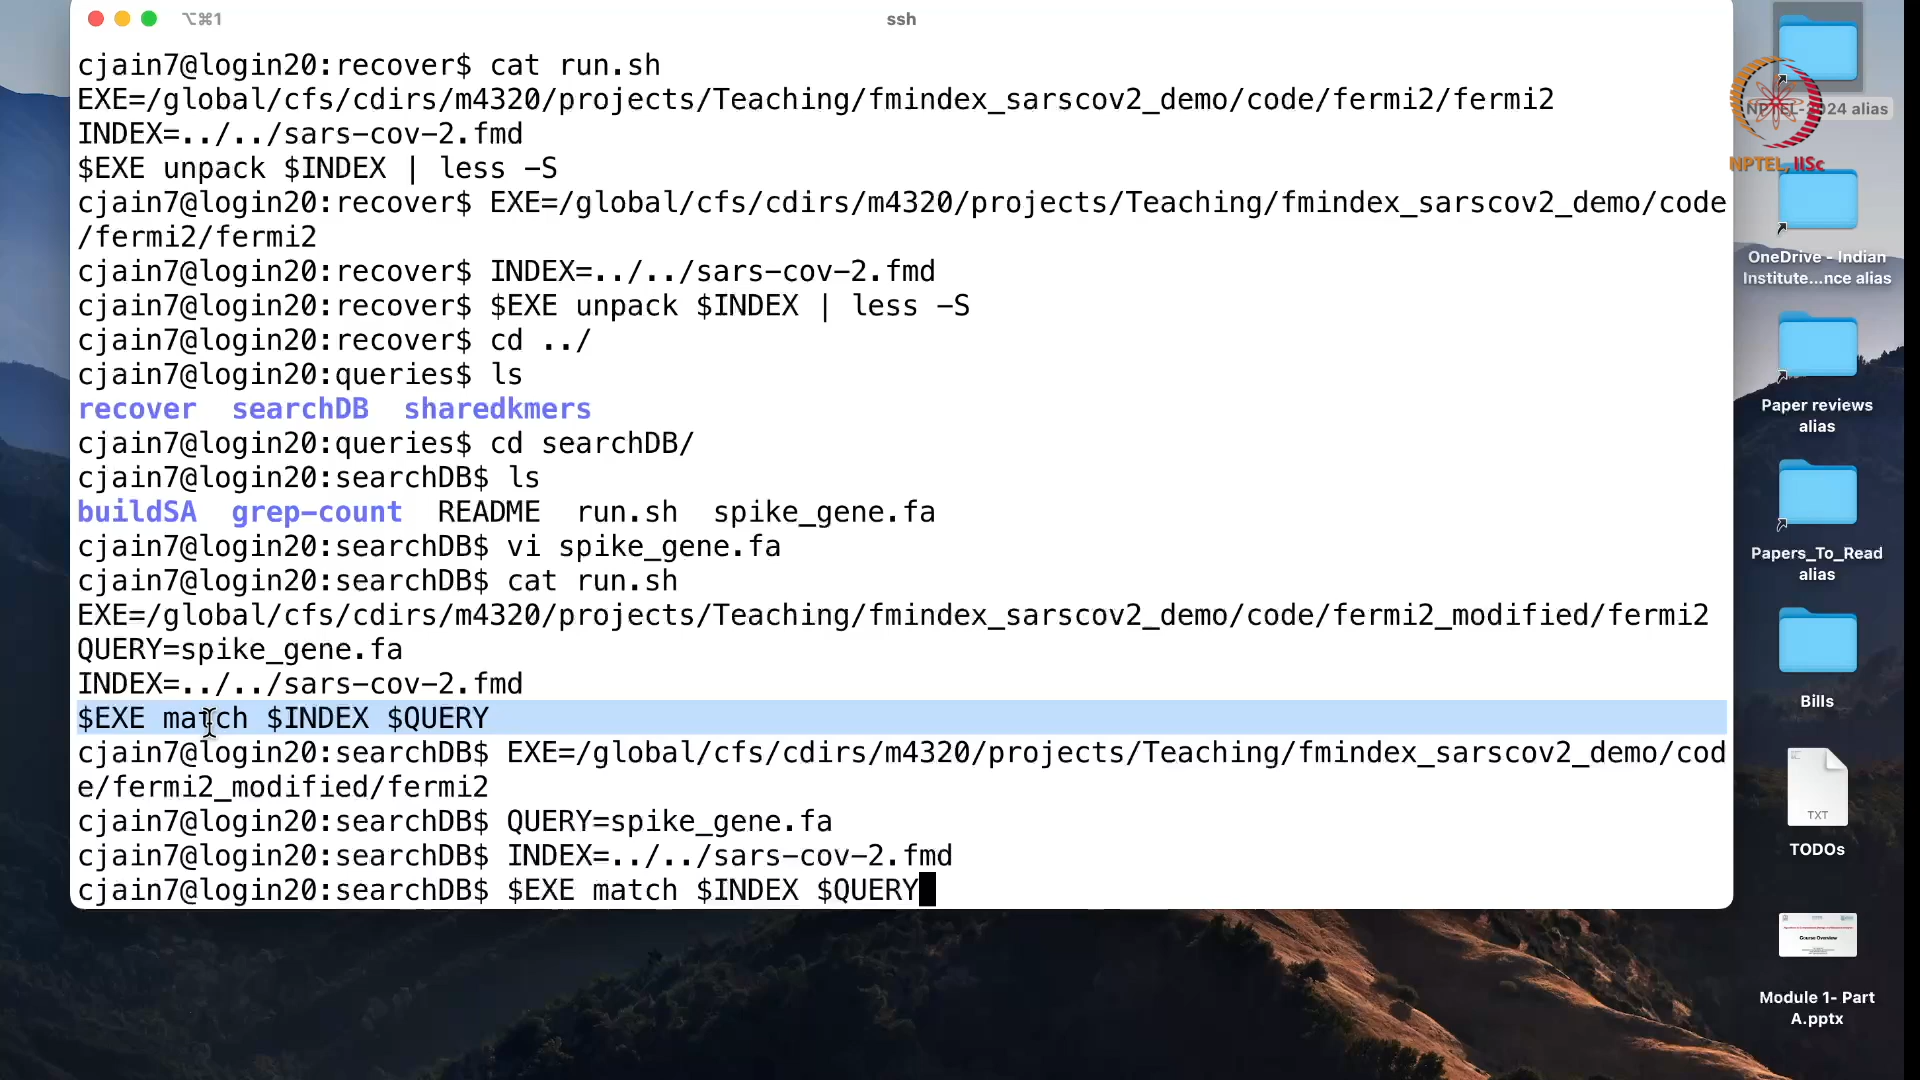 ⌥⌘1
ssh
cjain7@login20:recover$ cat run.sh
EXE=/global/cfs/cdirs/m4320/projects/Teaching/fmindex_sarscov2_demo/code/fermi2/fermi2
INDEX=../../sars-cov-2.fmd
$EXE unpack $INDEX | less -S
cjain7@login20:recover$ EXE=/global/cfs/cdirs/m4320/projects/Teaching/fmindex_sarscov2_demo/code
/fermi2/fermi2
cjain7@login20:recover$ INDEX=../../sars-cov-2.fmd
cjain7@login20:recover$ $EXE unpack $INDEX | less -S
cjain7@login20:recover$ cd ../
cjain7@login20:queries$ ls
recover searchDB sharedkmers
cjain7@login20:queries$ cd searchDB/
cjain7@login20:searchDB$ ls
buildSA grep-count README run.sh spike_gene.fa
cjain7@login20:searchDB$ vi spike_gene.fa
cjain7@login20:searchDB$ cat run.sh
EXE=/global/cfs/cdirs/m4320/projects/Teaching/fmindex_sarscov2_demo/code/fermi2_modified/fermi2
QUERY=spike_gene.fa
INDEX=../../sars-cov-2.fmd
$EXE match $INDEX $QUERY
cjain7@login20:searchDB$ EXE=/global/cfs/cdirs/m4320/projects/Teaching/fmindex_sarscov2_demo/cod
e/fermi2_modified/fermi2
cjain7@login20:searchDB$ QUERY=spike_gene.fa
cjain7@login20:searchDB$ INDEX=../../sars-cov-2.fmd
cjain7@login20:searchDB$ $EXE match $INDEX $QUERY
NPTEL-2024 alias
NPTEL, IISc
OneDrive - Indian
Institute...nce alias
Paper reviews
alias
Papers_To_Read
alias
Bills
TXT
TODOs
Course Overview
Module 1- Part
A.pptx